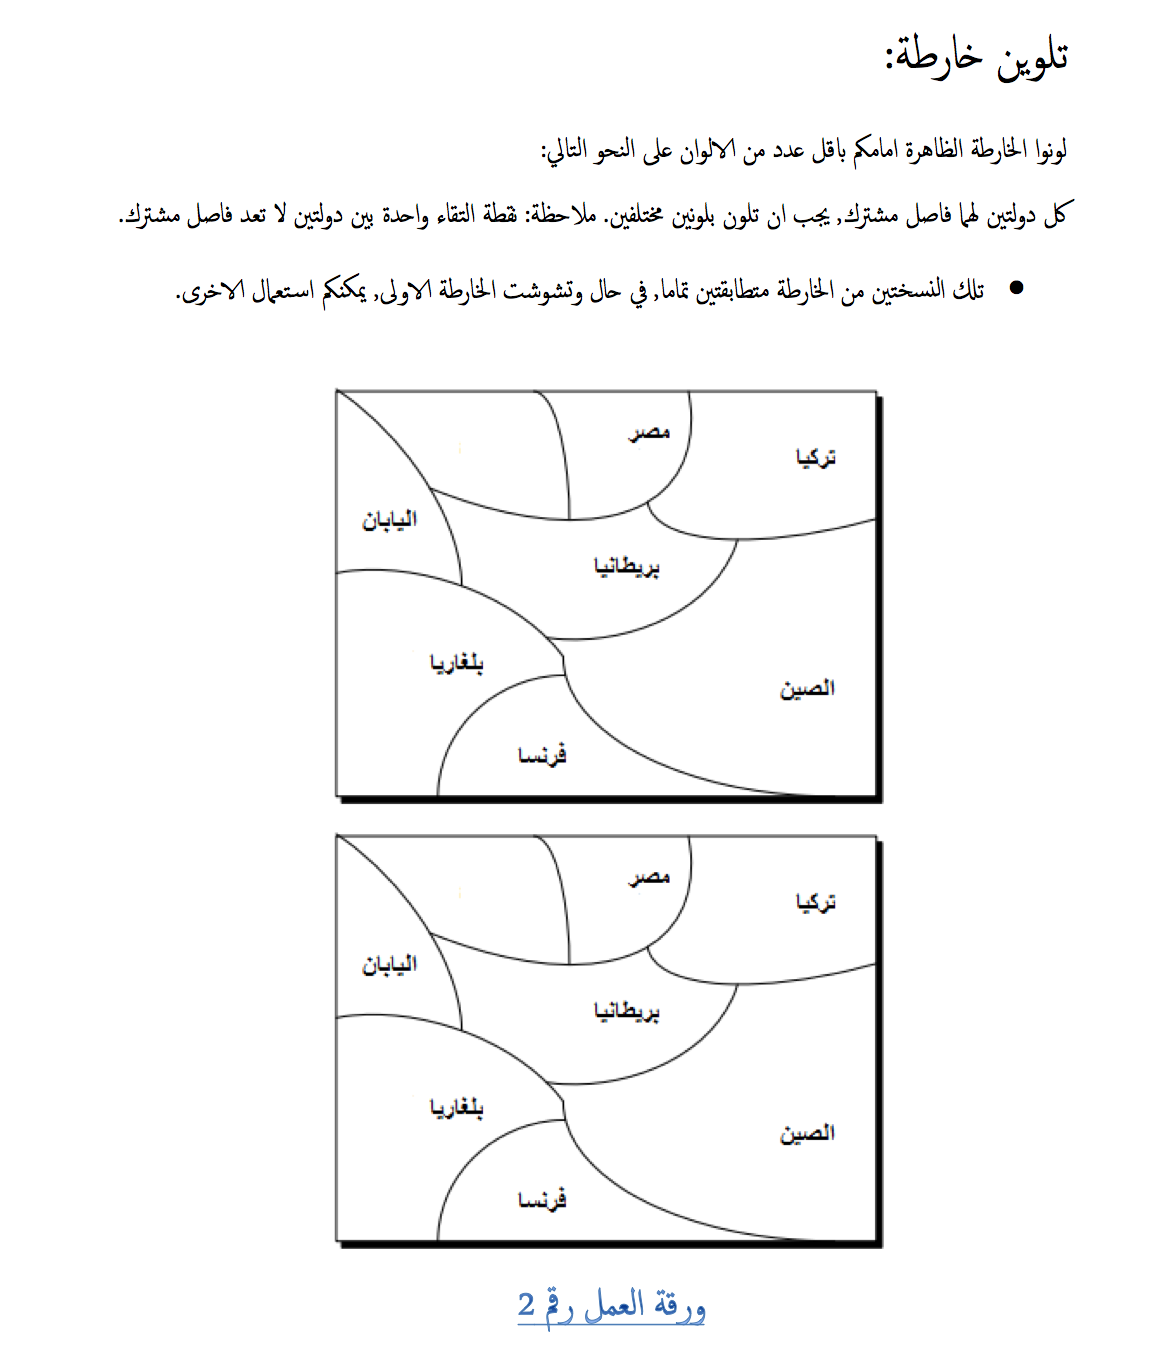 تلوين خارطة:
لونوا الخارطة الظاهرة امامكم باقل عدد من الالوان على النحو التالي:
كل دولتين لهما فاصل مشترك, يجب ان تلون بلونين مختلفين. ملاحظة: نقطة التقاء واحدة بين دولتين لا تعد فاصل مشترك.
● تلك النسختين من الخارطة متطابقتين تماما, في حال وتشوشت الخارطة الاولى, يمكنكم استعمال الاخرى.
مصر
تركيا
اليابان
بريطانيا
بلغاريا
الصين
فرنسا
مصر
تركيا
اليابان
بريطانيا
بلغاريا
الصين
فرنسا
ورقة العمل رقم 2